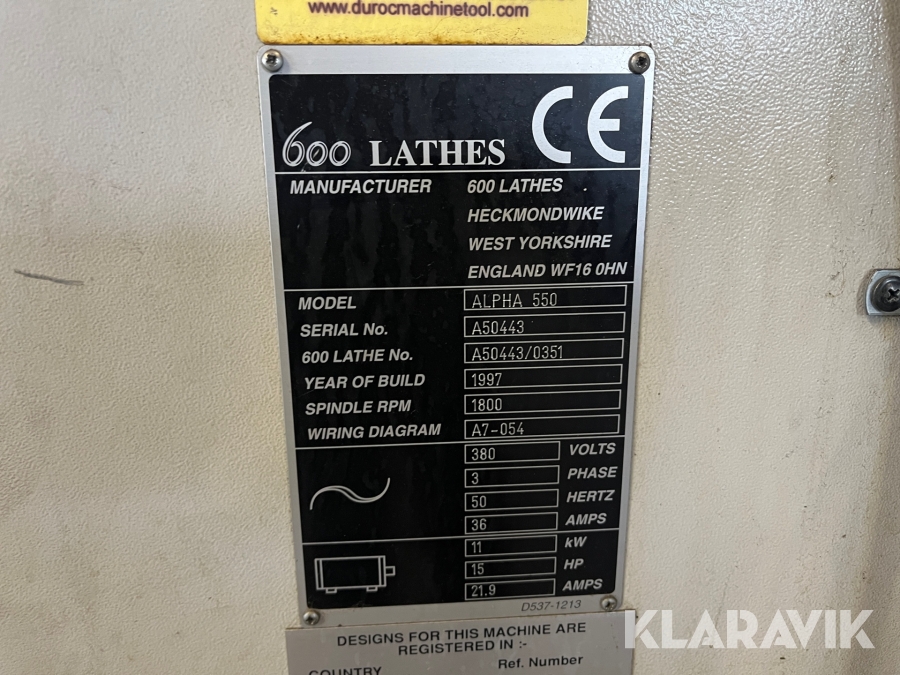 www.durocmachinetool.com
600 LATHES CE
MANUFACTURER 600 LATHES
HECKMONDWIKE
WEST YORKSHIRE
ENGLAND WF16 0HN
MODEL ALPHA 550
SERIAL No. A50443
600 LATHE No. A50443/0351
YEAR OF BUILD 1997
SPINDLE RPM 1800
WIRING DIAGRAM A7-054
380 VOLTS
3 PHASE
50 HERTZ
36 AMPS
11 kW
15 HP
21.9 AMPS
D537-1213
DESIGNS FOR THIS MACHINE ARE
REGISTERED IN :-
COUNTRY Ref. Number
KLARAVIK